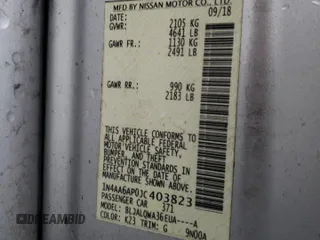 MFD BY NISSAN MOTOR CO., LTD.
DATE: 09/18
GVWR: 2105 KG
4641 LB
GAWR FR.: 1130 KG
2491 LB
GAWR RR.: 990 KG
2183 LB
THIS VEHICLE CONFORMS TO
ALL APPLICABLE FEDERAL
MOTOR VEHICLE SAFETY,
BUMPER, AND THEFT
PREVENTION STANDARDS IN
EFFECT ON THE DATE OF
MANUFACTURE SHOWN ABOVE.
1N4AA6AP0JC403823
PASSENGER CAR 371
MODEL: BLJALQWA36EUA----A
COLOR: K23 TRIM: G 9N00A